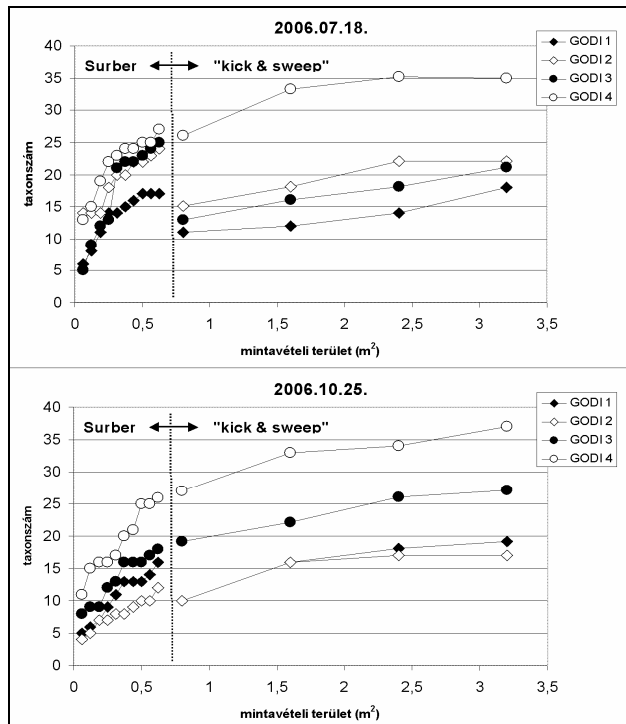 2006.07.18.
Surber "kick & sweep"
GODI 1
GODI 2
GODI 3
GODI 4
taxonszám
40
35
30
25
20
15
10
5
0
0 0,5 1 1,5 2 2,5 3 3,5
mintavételi terület (m²)
2006.10.25.
Surber "kick & sweep"
GODI 1
GODI 2
GODI 3
GODI 4
taxonszám
40
35
30
25
20
15
10
5
0
0 0,5 1 1,5 2 2,5 3 3,5
mintavételi terület (m²)